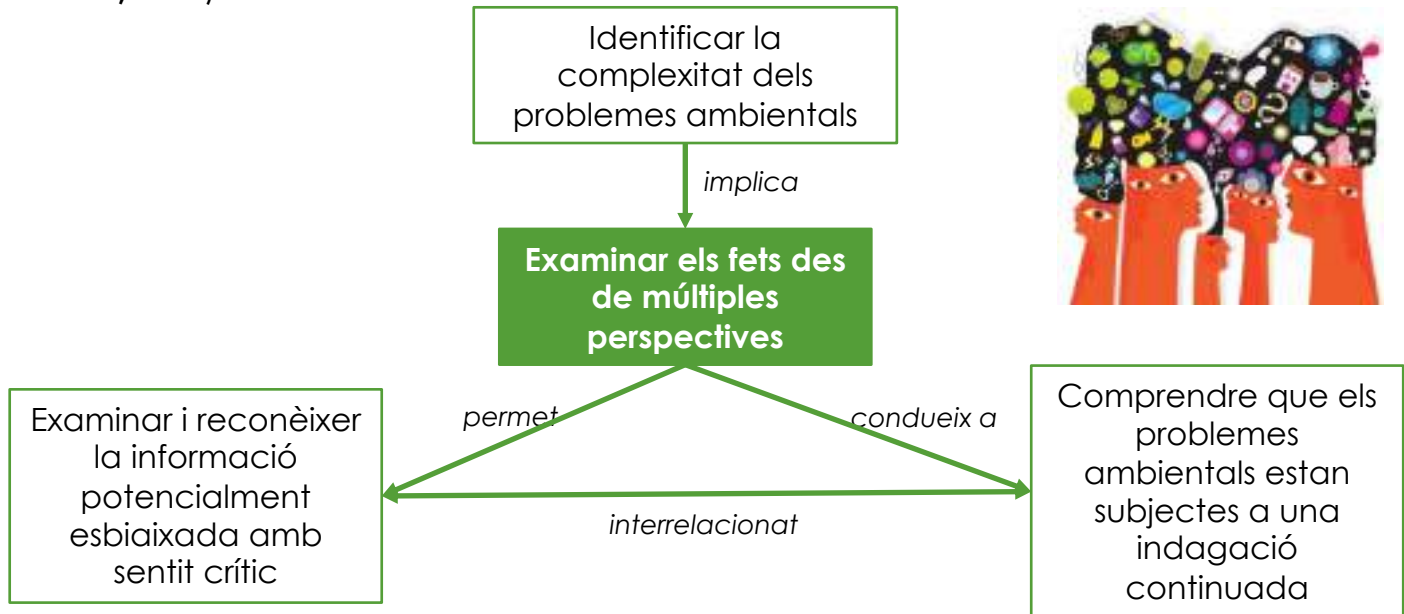 Identificar la
complexitat dels
problemes ambientals
implica
Examinar els fets des
de múltiples
perspectives
permet
condueix a
Examinar i reconèixer
la informació
potencialment
esbiaixada amb
sentit crític
interrelacionat
Comprendre que els
problemes
ambientals estan
subjectes a una
indagació
continuada